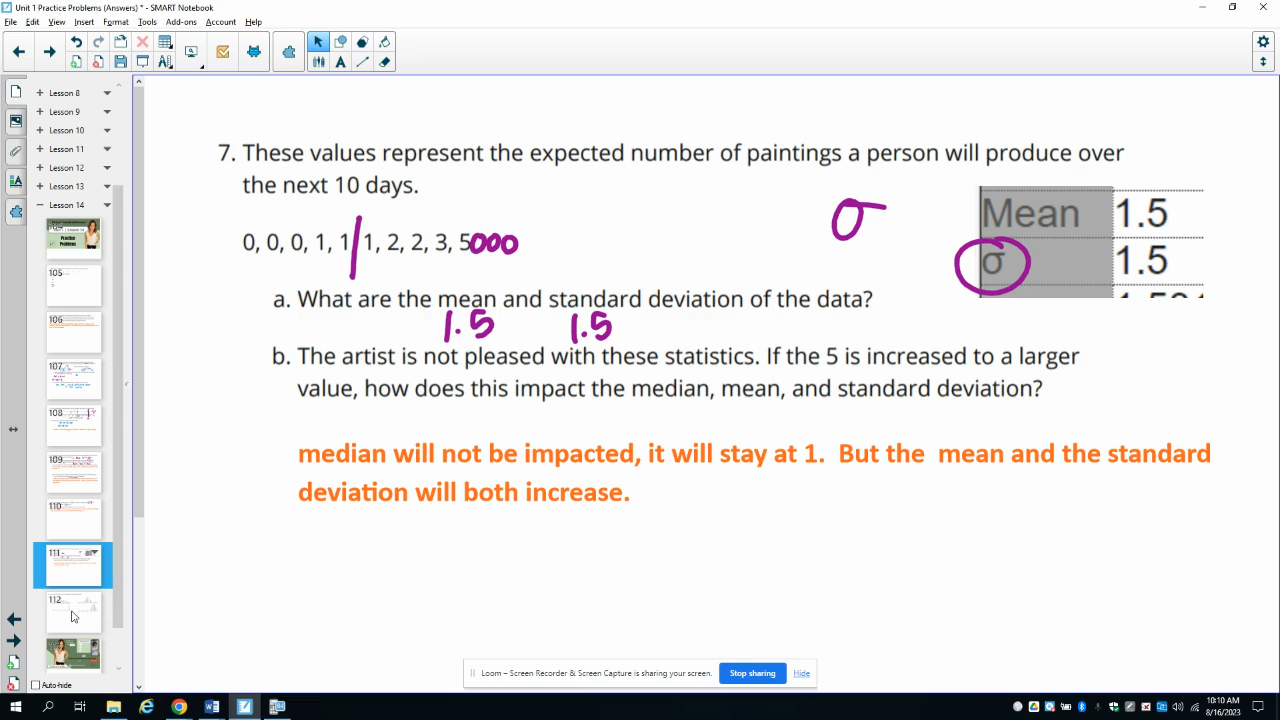 Unit 1 Practice Problems (Answers) * - SMART Notebook
File Edit View Insert Format Tools Add-ons Account Help
Lesson 8
Lesson 9
Lesson 10
Lesson 11
Lesson 12
Lesson 13
Lesson 14
Practice
Problems
105
106
107
108
109
110
111
112
Auto-hide
7. These values represent the expected number of paintings a person will produce over
the next 10 days.
0, 0, 0, 1, 1, 1, 2, 2, 3, 5000
σ
Mean 1.5
σ 1.5
a. What are the mean and standard deviation of the data?
1.5 1.5
b. The artist is not pleased with these statistics. If the 5 is increased to a larger
value, how does this impact the median, mean, and standard deviation?
median will not be impacted, it will stay at 1. But the mean and the standard
deviation will both increase.
Loom – Screen Recorder & Screen Capture is sharing your screen. Stop sharing Hide
10:10 AM
8/16/2023